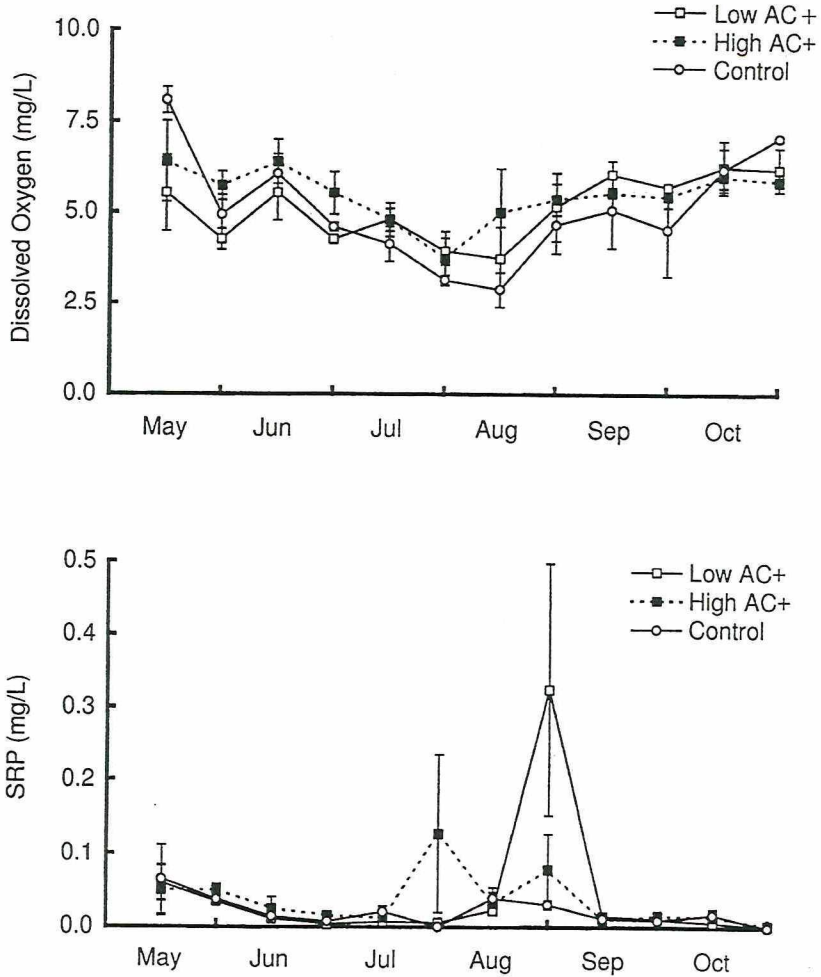 Low AC+
High AC+
Control
Dissolved Oxygen (mg/L)
10.0
7.5
5.0
2.5
0.0
May Jun Jul Aug Sep Oct
Low AC+
High AC+
Control
SRP (mg/L)
0.5
0.4
0.3
0.2
0.1
0.0
May Jun Jul Aug Sep Oct